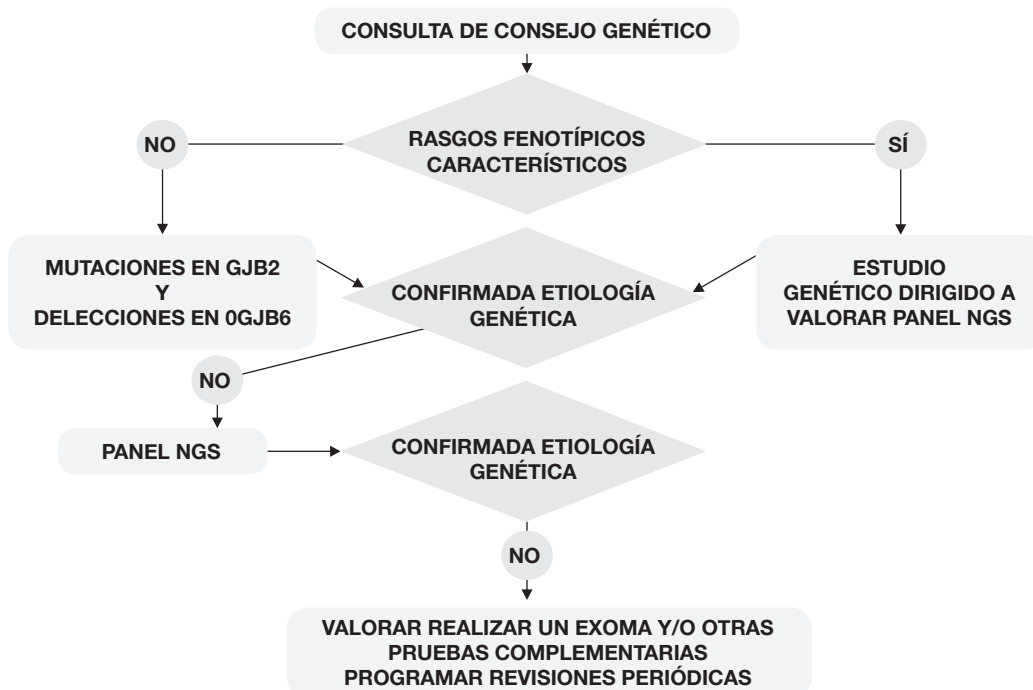 CONSULTA DE CONSEJO GENÉTICO
RASGOS FENOTÍPICOS
CARACTERÍSTICOS
NO
SÍ
MUTACIONES EN GJB2
Y
DELECCIONES EN 0GJB6
CONFIRMADA ETIOLOGÍA
GENÉTICA
ESTUDIO
GENÉTICO DIRIGIDO A
VALORAR PANEL NGS
NO
PANEL NGS
CONFIRMADA ETIOLOGÍA
GENÉTICA
NO
VALORAR REALIZAR UN EXOMA Y/O OTRAS
PRUEBAS COMPLEMENTARIAS
PROGRAMAR REVISIONES PERIÓDICAS